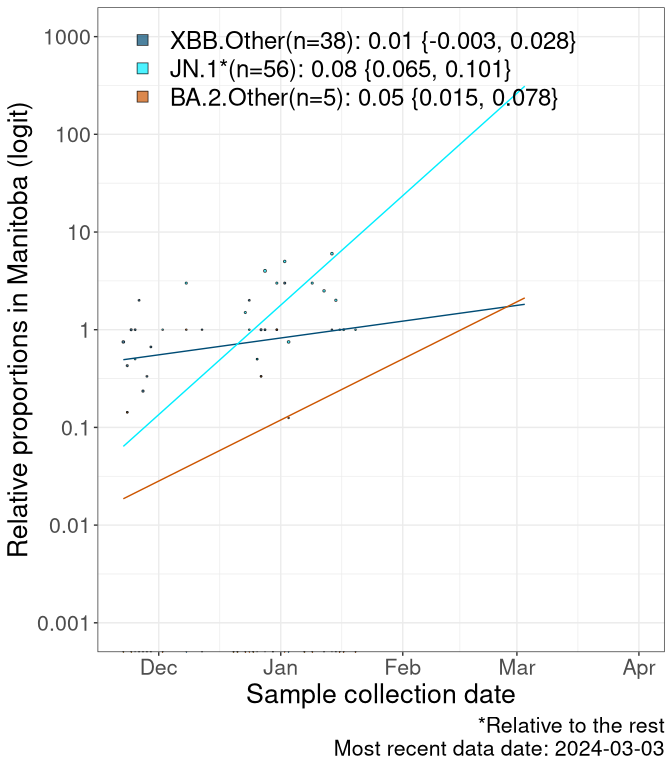 XBB.Other(n=38): 0.01 {-0.003, 0.028}
JN.1*(n=56): 0.08 {0.065, 0.101}
BA.2.Other(n=5): 0.05 {0.015, 0.078}
Relative proportions in Manitoba (logit)
1000
100
10
1
0.1
0.01
0.001
Dec Jan Feb Mar Apr
Sample collection date
*Relative to the rest
Most recent data date: 2024-03-03